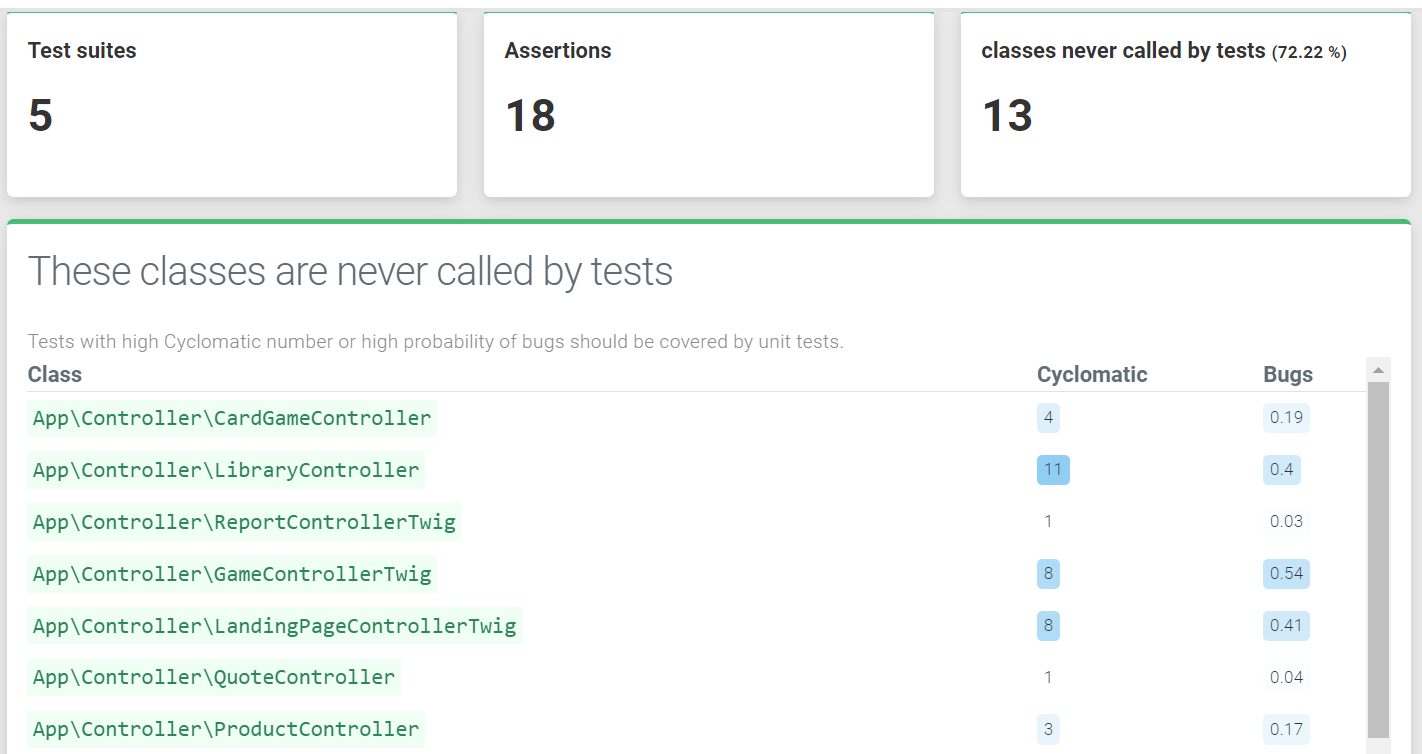 Test suites
5
Assertions
18
classes never called by tests (72.22 %)
13
These classes are never called by tests
Tests with high Cyclomatic number or high probability of bugs should be covered by unit tests.
Class Cyclomatic Bugs
App\Controller\CardGameController 4 0.19
App\Controller\LibraryController 11 0.4
App\Controller\ReportControllerTwig 1 0.03
App\Controller\GameControllerTwig 8 0.54
App\Controller\LandingPageControllerTwig 8 0.41
App\Controller\QuoteController 1 0.04
App\Controller\ProductController 3 0.17